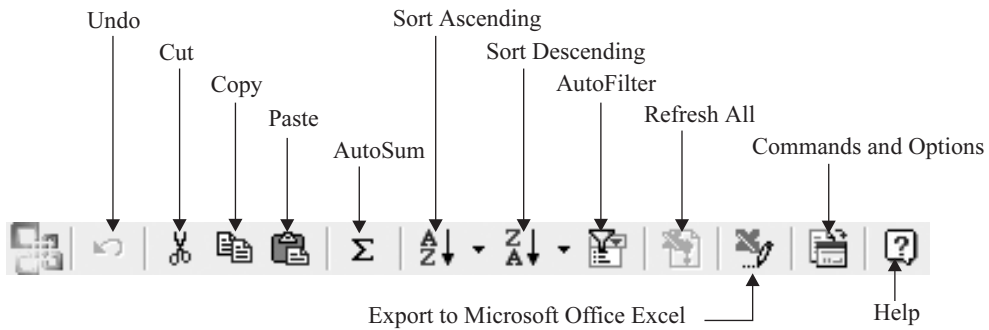 Undo
Sort Ascending
Cut
Sort Descending
Copy
AutoFilter
Paste
Refresh All
AutoSum
Commands and Options
Σ
A
Z
Z
A
?
Export to Microsoft Office Excel
Help